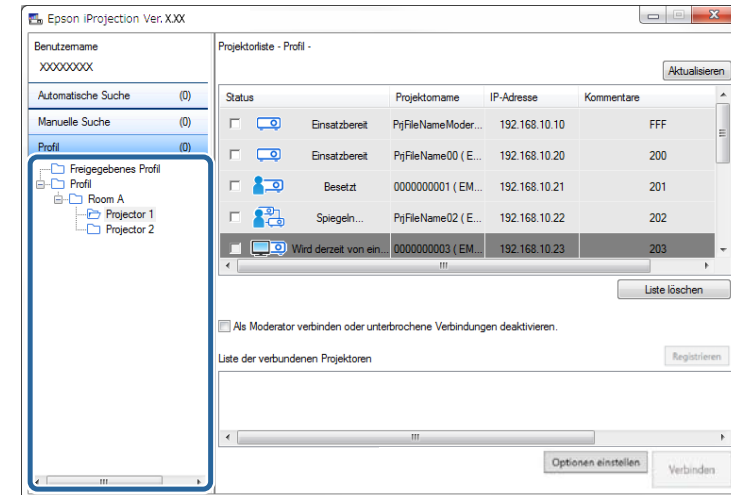 Epson iProjection Ver. X.XX
Benutzername
XXXXXXXX
Automatische Suche (0)
Manuelle Suche (0)
Profil (0)
Freigegebenes Profil
Profil
Room A
Projector 1
Projector 2
Projektorliste - Profil -
Aktualisieren
Status Projektorname IP-Adresse Kommentare
Einsatzbereit PrjFileNameModer... 192.168.10.10 FFF
Einsatzbereit PrjFileName00 ( E... 192.168.10.20 200
Besetzt 0000000001 ( EM... 192.168.10.21 201
Spiegeln... PrjFileName02 ( E... 192.168.10.22 202
Wird derzeit von ein... 0000000003 ( EM... 192.168.10.23 203
Liste löschen
Als Moderator verbinden oder unterbrochene Verbindungen deaktivieren.
Liste der verbundenen Projektoren
Registrieren
Optionen einstellen
Verbinden